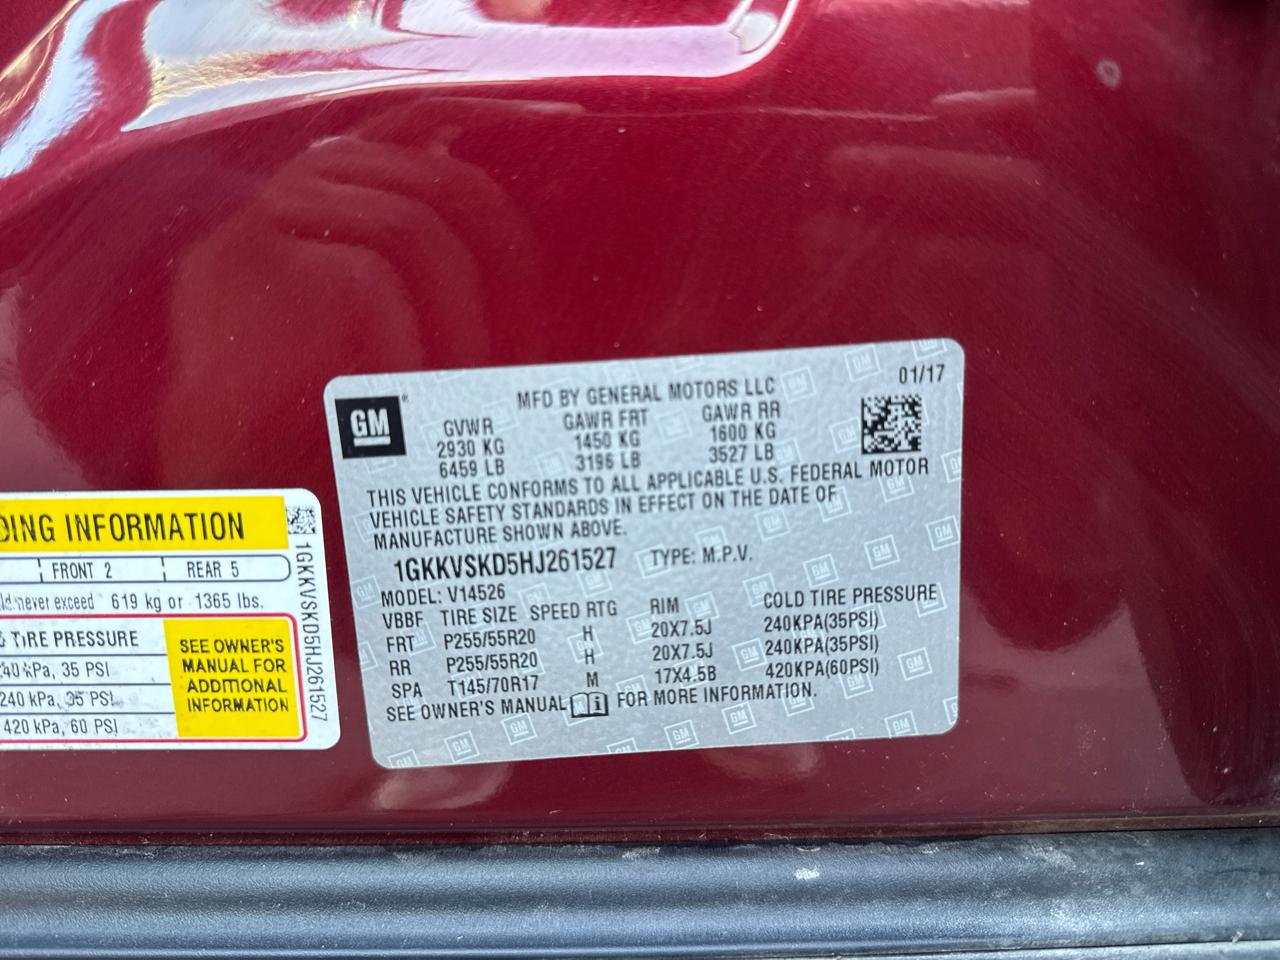 DING INFORMATION
FRONT 2 REAR 5
never exceed 619 kg or 1365 lbs.
TIRE PRESSURE
240 kPa, 35 PSI
240 kPa, 35 PSI
420 kPa, 60 PSI
SEE OWNER'S
MANUAL FOR
ADDITIONAL
INFORMATION
1GKKVSKD5HJ261527
GM
MFD BY GENERAL MOTORS LLC 01/17
GVWR GAWR FRT GAWR RR
2930 KG 1450 KG 1600 KG
6459 LB 3196 LB 3527 LB
THIS VEHICLE CONFORMS TO ALL APPLICABLE U.S. FEDERAL MOTOR
VEHICLE SAFETY STANDARDS IN EFFECT ON THE DATE OF
MANUFACTURE SHOWN ABOVE.
1GKKVSKD5HJ261527 TYPE: M.P.V.
MODEL: V14526
VBBF TIRE SIZE SPEED RTG RIM COLD TIRE PRESSURE
FRT P255/55R20 H 20X7.5J 240KPA(35PSI)
RR P255/55R20 H 20X7.5J 240KPA(35PSI)
SPA T145/70R17 M 17X4.5B 420KPA(60PSI)
SEE OWNER'S MANUAL FOR MORE INFORMATION.